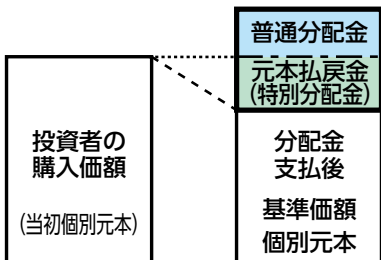 普通分配金
元本払戻金
(特別分配金)
投資者の
購入価額
(当初個別元本)
分配金
支払後
基準価額
個別元本